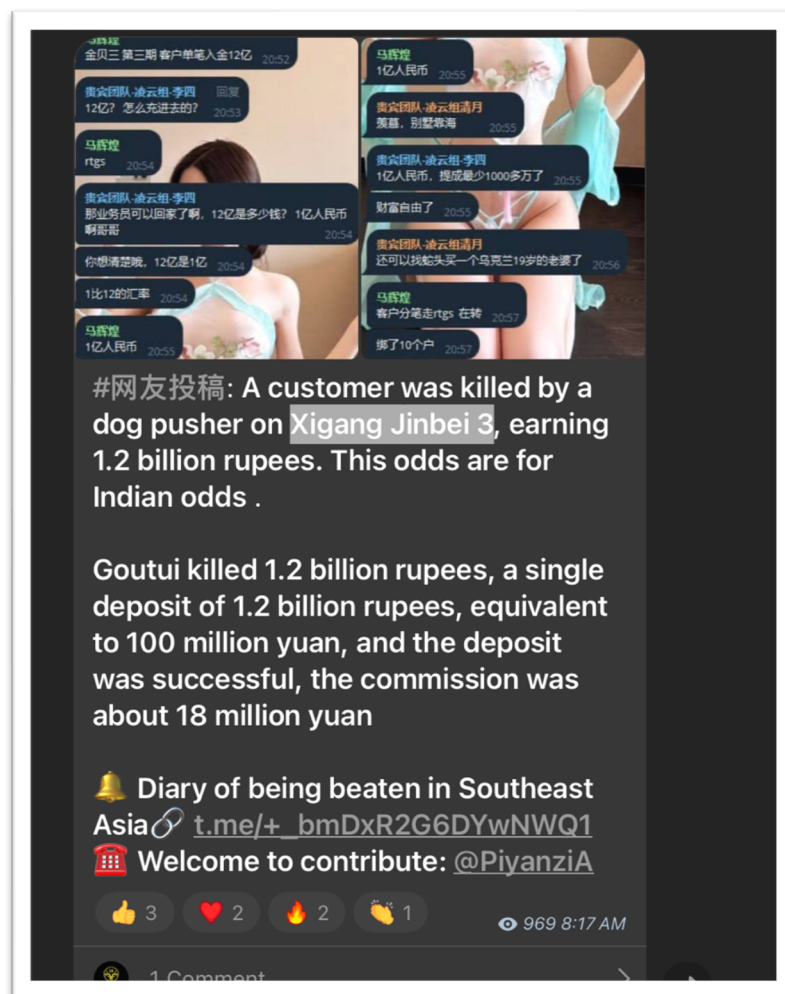 马辉煌
金贝三 第三期 客户单笔入金12亿 20:52
贵宾团队-凌云组-李四 回复
12亿? 怎么充进去的? 20:53
马辉煌
rtgs 20:54
贵宾团队-凌云组-李四
那业务员可以回家了啊，12亿是多少钱? 1亿人民币
啊哥哥 20:54
你想清楚哦，12亿是1亿 20:54
1比12的汇率 20:54
马辉煌
1亿人民币 20:55
马辉煌
1亿人民币 20:55
贵宾团队-凌云组清月
羡慕，别墅靠海 20:55
贵宾团队-凌云组-李四
1亿人民币，提成最少1000多万了 20:55
财富自由了 20:55
贵宾团队-凌云组清月
还可以找蛇头买一个乌克兰19岁的老婆了 20:56
马辉煌
客户分笔走rtgs 在转 20:57
绑了10个户 20:57
#网友投稿: A customer was killed by a
dog pusher on Xigang Jinbei 3, earning
1.2 billion rupees. This odds are for
Indian odds .
Goutui killed 1.2 billion rupees, a single
deposit of 1.2 billion rupees, equivalent
to 100 million yuan, and the deposit
was successful, the commission was
about 18 million yuan
🔔 Diary of being beaten in Southeast
Asia🔗 t.me/+_bmDxR2G6DYwNWQ1
☎️ Welcome to contribute: @PiyanziA
👍 3 ❤️ 2 🔥 2 👏 1 969 8:17 AM
1 Comment